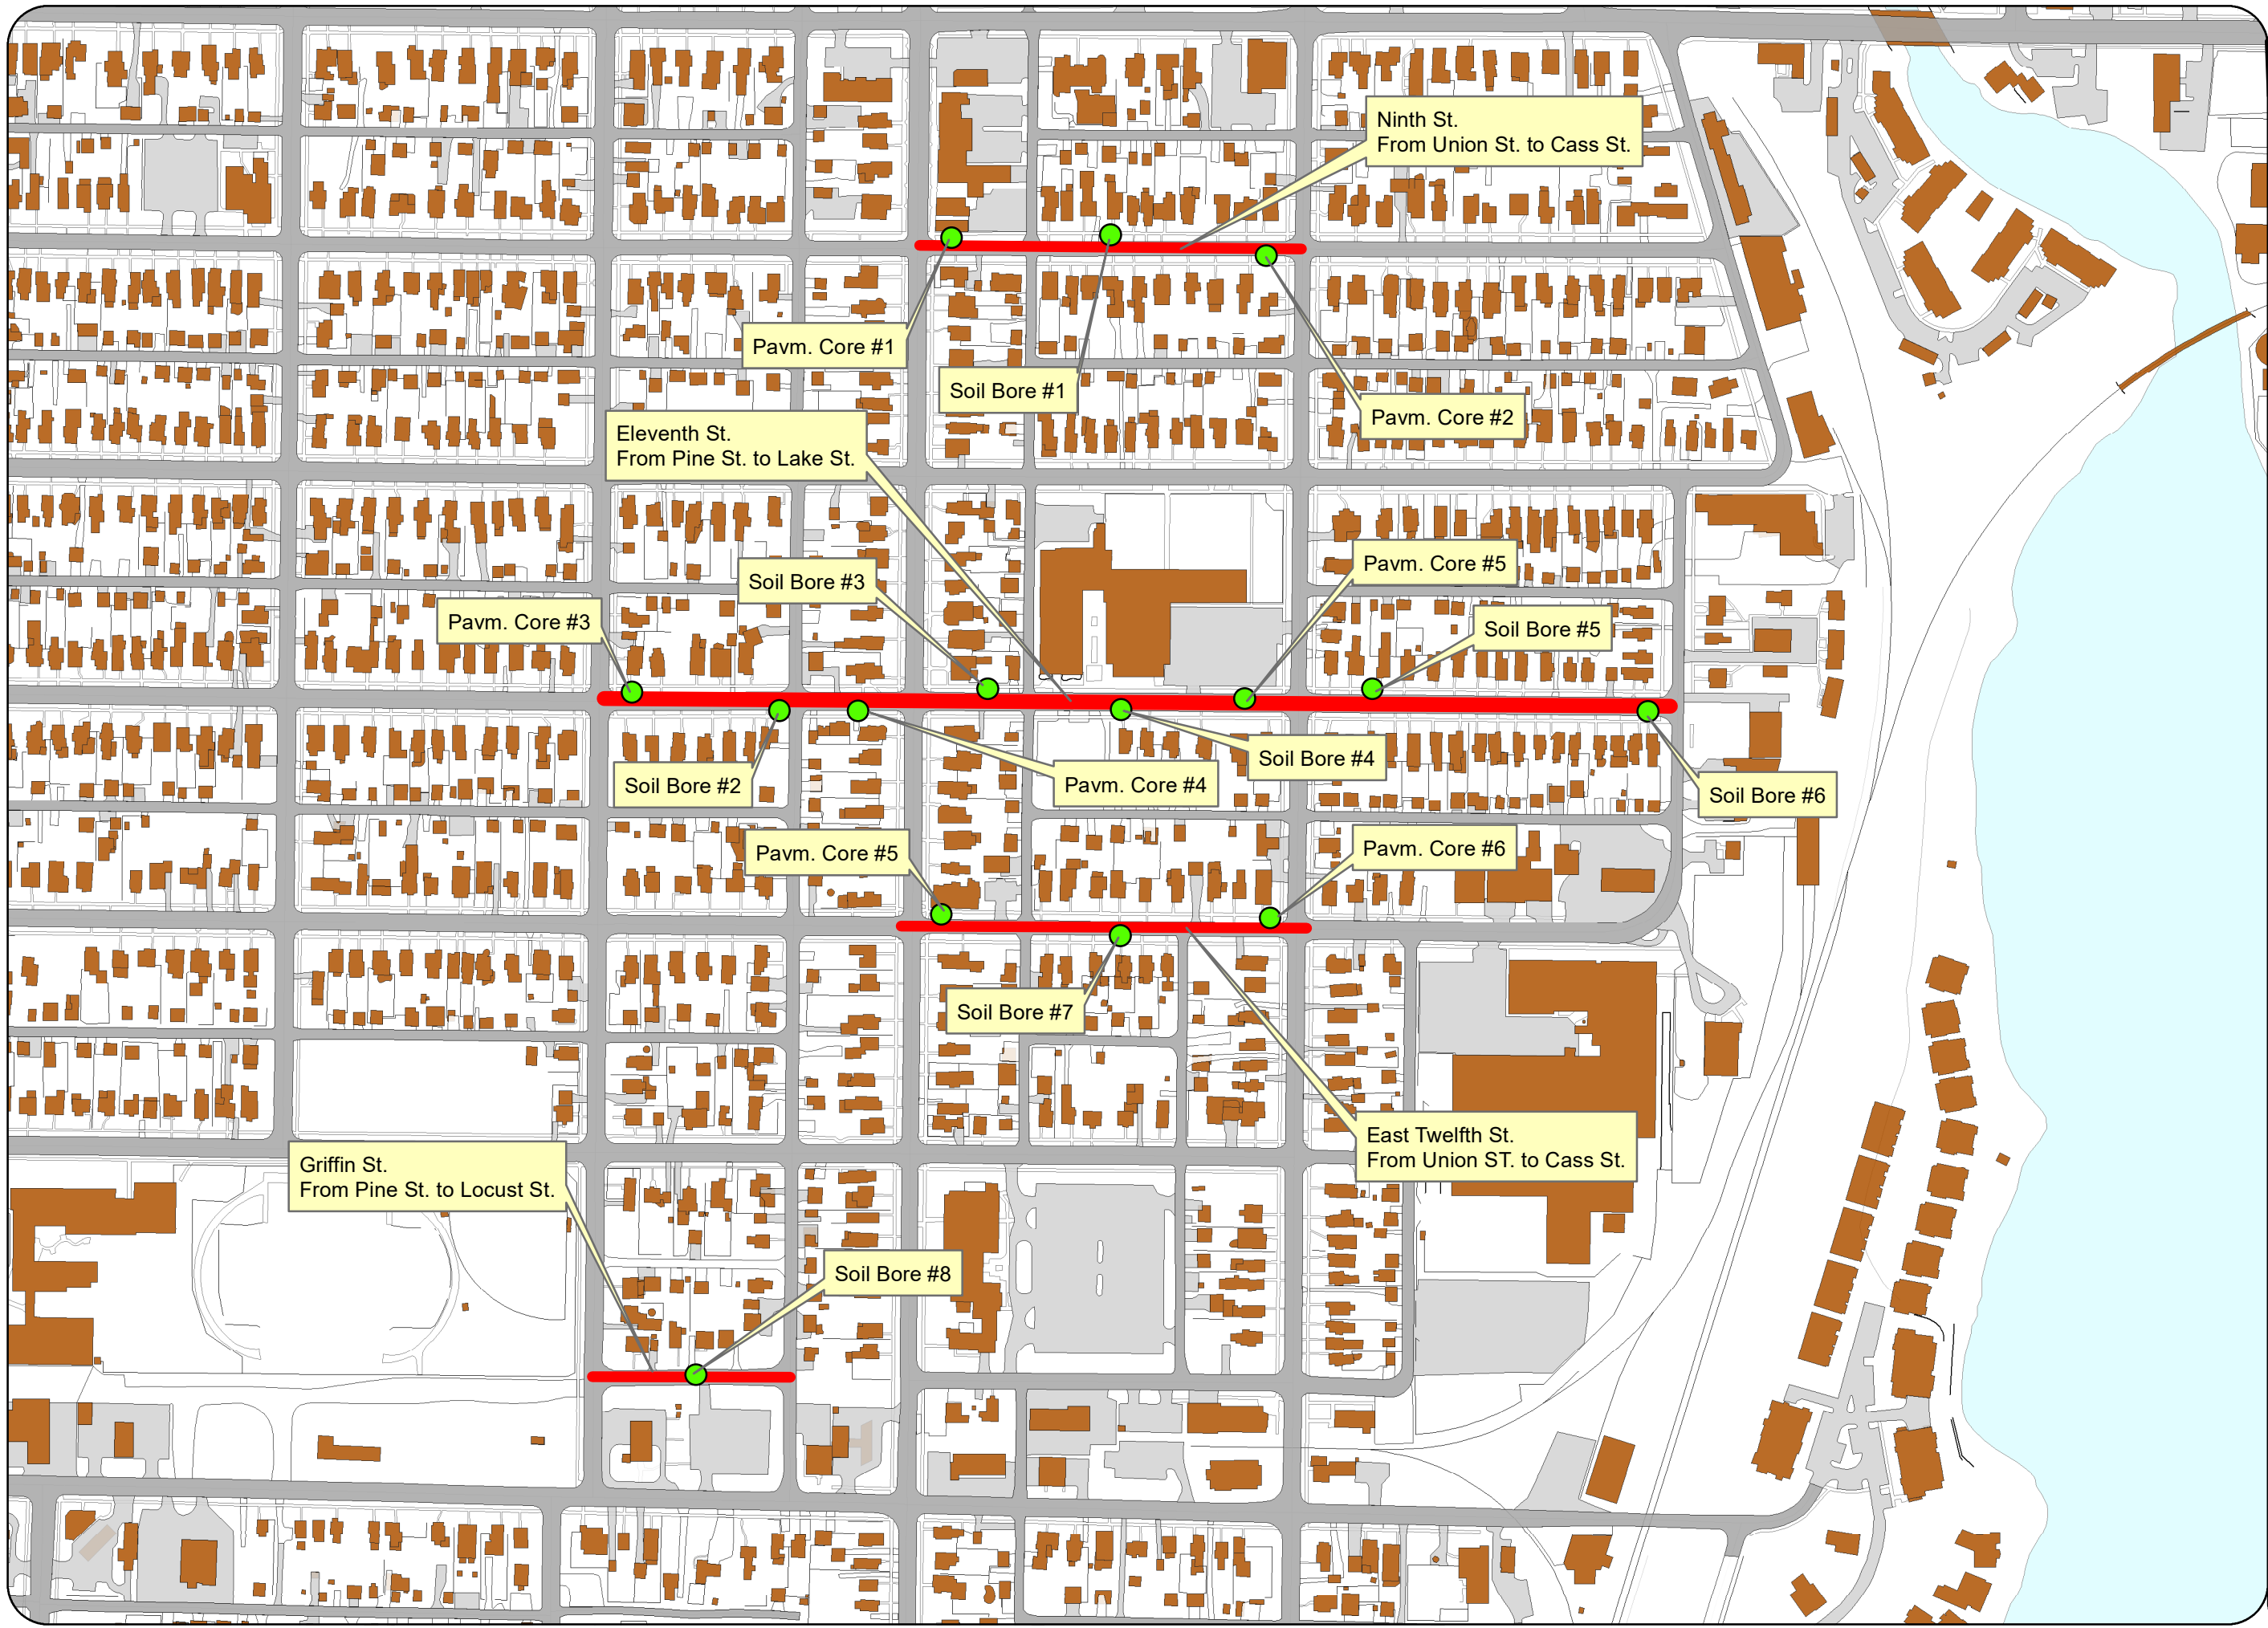 Ninth St.
From Union St. to Cass St.
Pavm. Core #1
Soil Bore #1
Pavm. Core #2
Eleventh St.
From Pine St. to Lake St.
Pavm. Core #5
Soil Bore #3
Pavm. Core #3
Soil Bore #5
Soil Bore #4
Soil Bore #2
Pavm. Core #4
Soil Bore #6
Pavm. Core #5
Pavm. Core #6
Soil Bore #7
East Twelfth St.
From Union ST. to Cass St.
Griffin St.
From Pine St. to Locust St.
Soil Bore #8